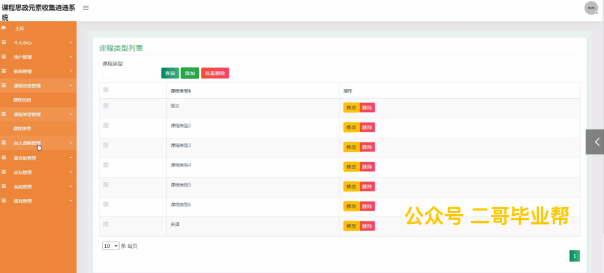 课程思政元素收集遴选系
统
主页
个人中心
用户管理
教师管理
课程信息管理
课程信息
课程类型管理
课程类型
加入课程管理
留言板管理
论坛管理
系统管理
课程类型列表
课程类型
查询 添加 批量删除
课程类型 操作
语文 修改 删除
课程类型2 修改 删除
课程类型3 修改 删除
课程类型4 修改 删除
课程类型5 修改 删除
课程类型6 修改 删除
英语 修改 删除
10 条 每页
1
公众号 二哥毕业帮